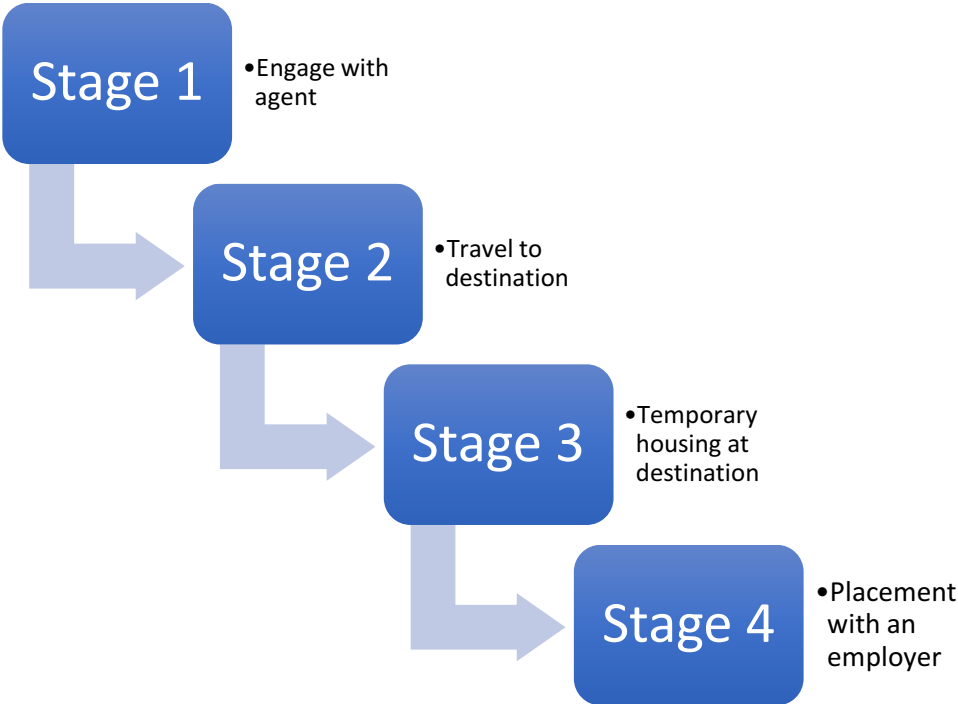 Stage 1
•Engage with
agent
Stage 2
•Travel to
destination
Stage 3
•Temporary
housing at
destination
Stage 4
•Placement
with an
employer